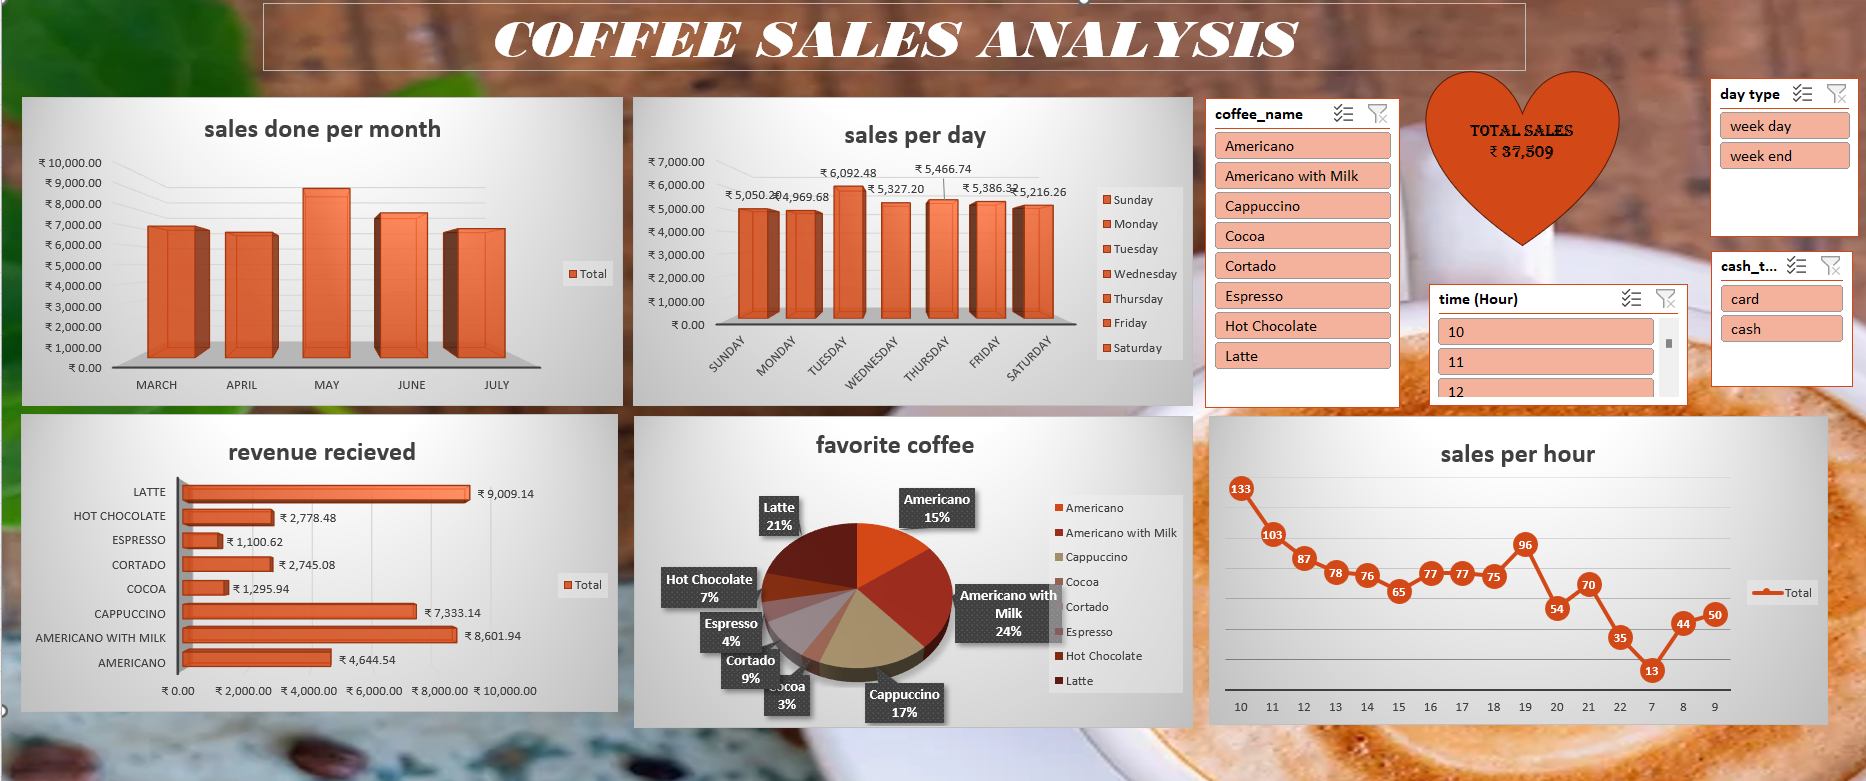 COFFEE SALES ANALYSIS
sales done per month
₹ 10,000.00
₹ 9,000.00
₹ 8,000.00
₹ 7,000.00
₹ 6,000.00
₹ 5,000.00
₹ 4,000.00
₹ 3,000.00
₹ 2,000.00
₹ 1,000.00
₹ 0.00
MARCH APRIL MAY JUNE JULY
Total
sales per day
₹ 7,000.00
₹ 6,000.00
₹ 5,000.00
₹ 4,000.00
₹ 3,000.00
₹ 2,000.00
₹ 1,000.00
₹ 0.00
₹ 5,050.20
₹ 4,969.68
₹ 6,092.48
₹ 5,327.20
₹ 5,466.74
₹ 5,386.32
₹ 5,216.26
SUNDAY MONDAY TUESDAY WEDNESDAY THURSDAY FRIDAY SATURDAY
Sunday
Monday
Tuesday
Wednesday
Thursday
Friday
Saturday
coffee_name
Americano
Americano with Milk
Cappuccino
Cocoa
Cortado
Espresso
Hot Chocolate
Latte
TOTAL SALES
₹ 37,509
day type
week day
week end
time (Hour)
10
11
12
cash_t...
card
cash
revenue recieved
LATTE ₹ 9,009.14
HOT CHOCOLATE ₹ 2,778.48
ESPRESSO ₹ 1,100.62
CORTADO ₹ 2,745.08
COCOA ₹ 1,295.94
CAPPUCCINO ₹ 7,333.14
AMERICANO WITH MILK ₹ 8,601.94
AMERICANO ₹ 4,644.54
₹ 0.00 ₹ 2,000.00 ₹ 4,000.00 ₹ 6,000.00 ₹ 8,000.00 ₹ 10,000.00
Total
favorite coffee
Latte
21%
Americano
15%
Hot Chocolate
7%
Americano with
Milk
24%
Espresso
4%
Cortado
9%
Cocoa
3%
Cappuccino
17%
Americano
Americano with Milk
Cappuccino
Cocoa
Cortado
Espresso
Hot Chocolate
Latte
sales per hour
133 103 87 78 76 65 77 77 75 96 54 70 35 13 44 50
10 11 12 13 14 15 16 17 18 19 20 21 22 7 8 9
Total